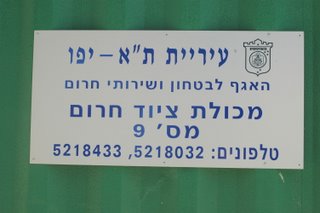 עיריית ת"א - יפו
האגף לבטחון ושירותי חרום
מכולת ציוד חרום
מס' 9
טלפונים: 5218032, 5218433